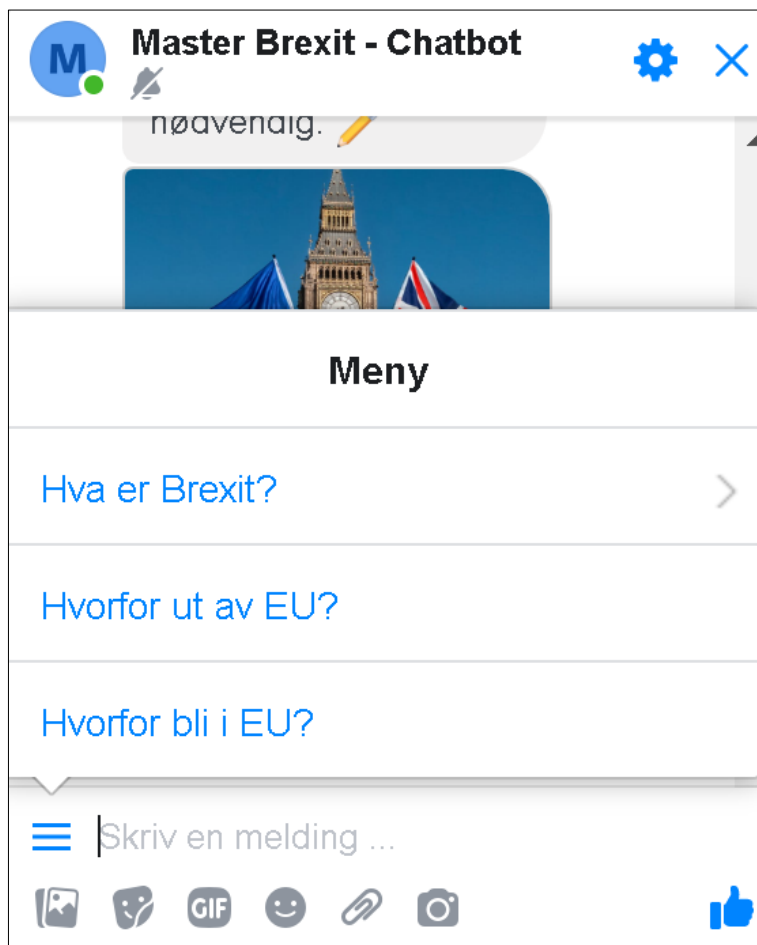 M
Master Brexit - Chatbot
nødvendig.
Meny
Hva er Brexit?
Hvorfor ut av EU?
Hvorfor bli i EU?
Skriv en melding ...
GIF